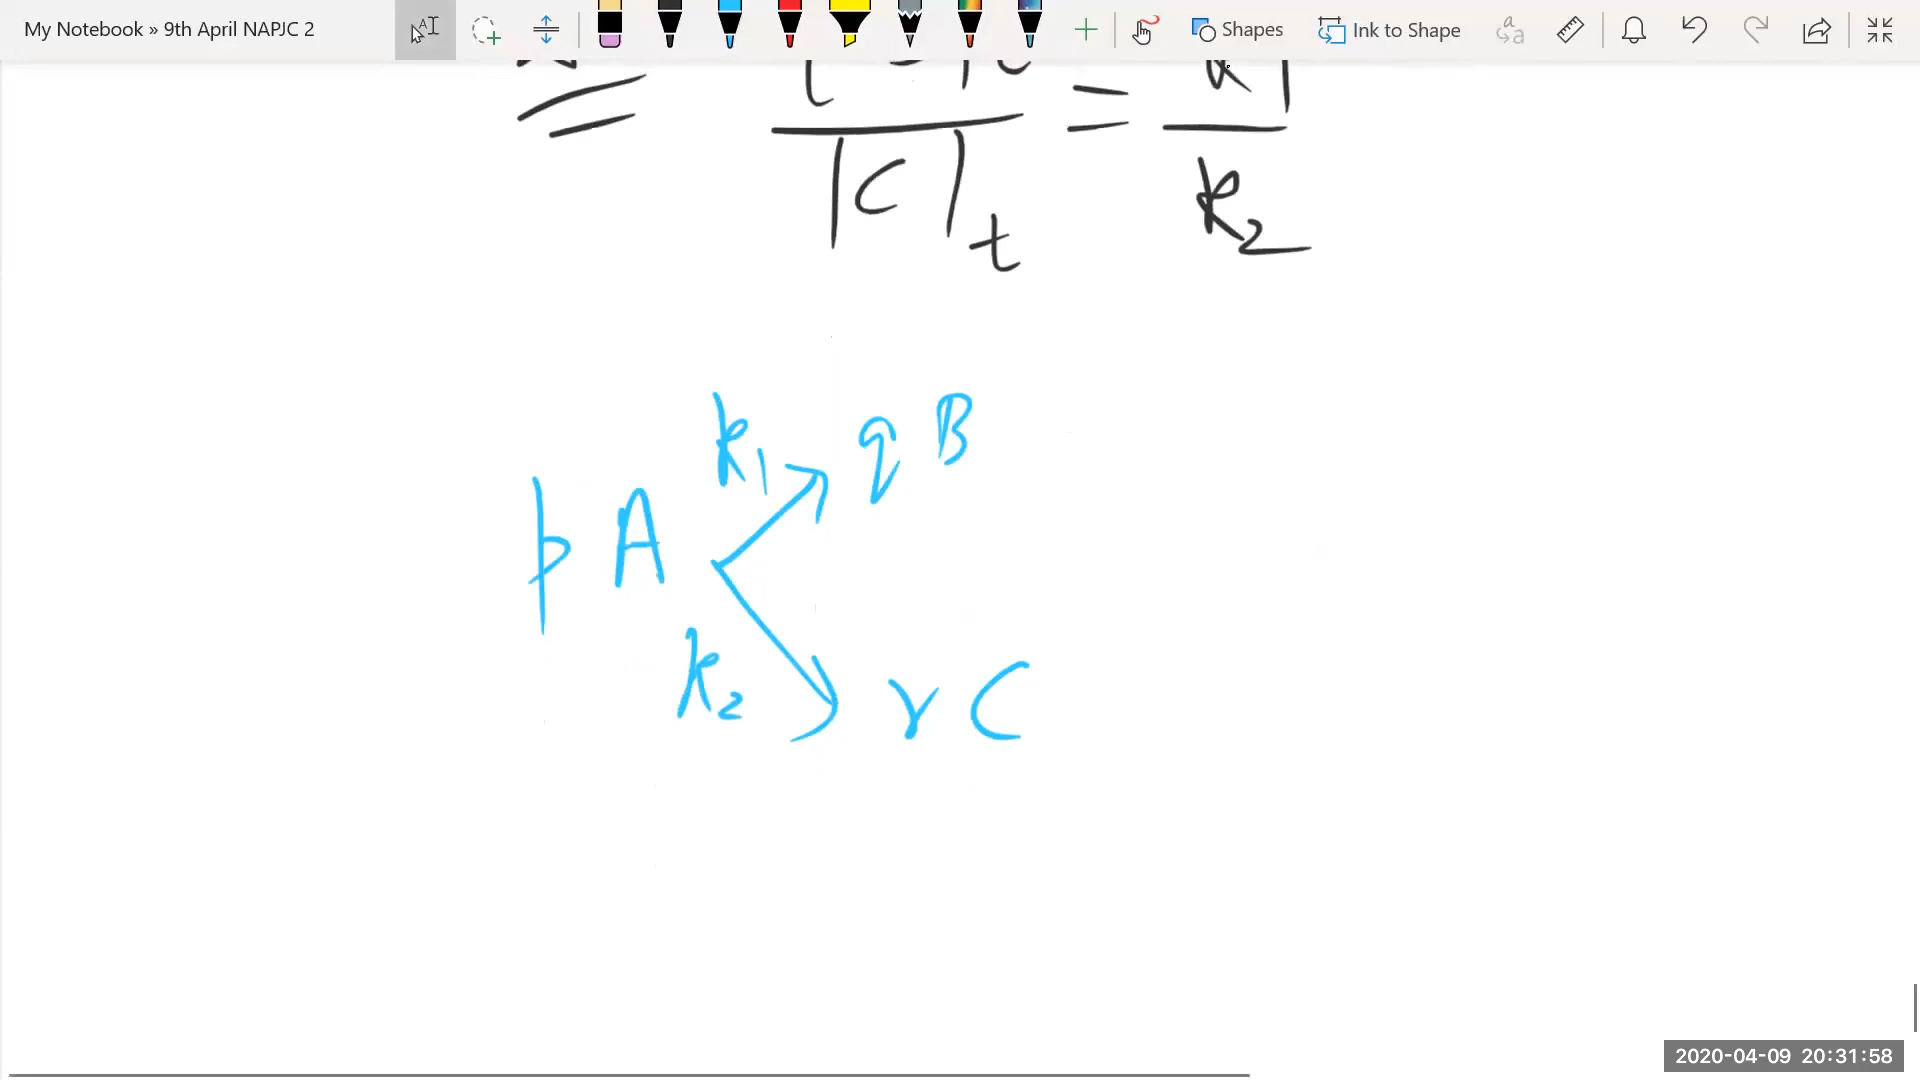 My Notebook » 9th April NAPJC 2
Shapes
Ink to Shape
= k1
[C]t k2
k1 q B
p A
k2 r C
2020-04-09 20:31:58